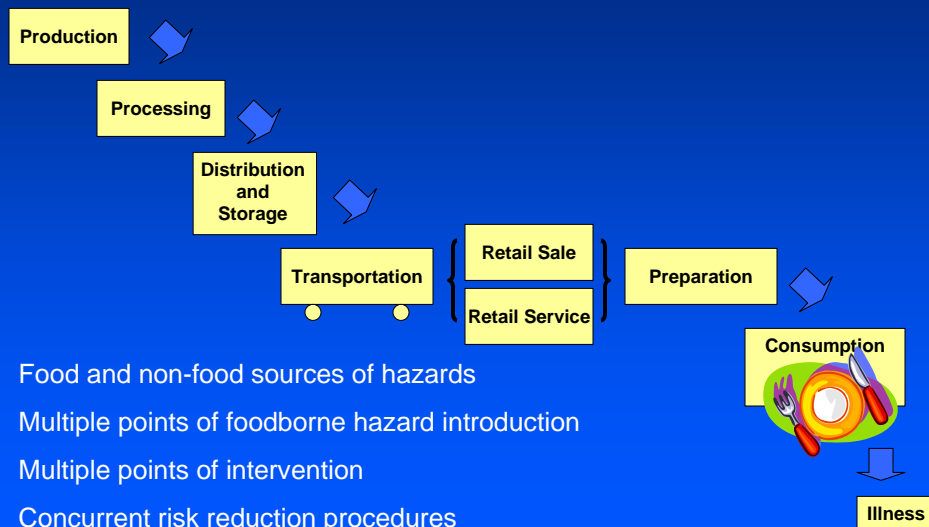 Production
Processing
Distribution
and
Storage
Transportation
Retail Sale
Retail Service
Preparation
Consumption
Food and non-food sources of hazards
Multiple points of foodborne hazard introduction
Multiple points of intervention
Concurrent risk reduction procedures
Illness